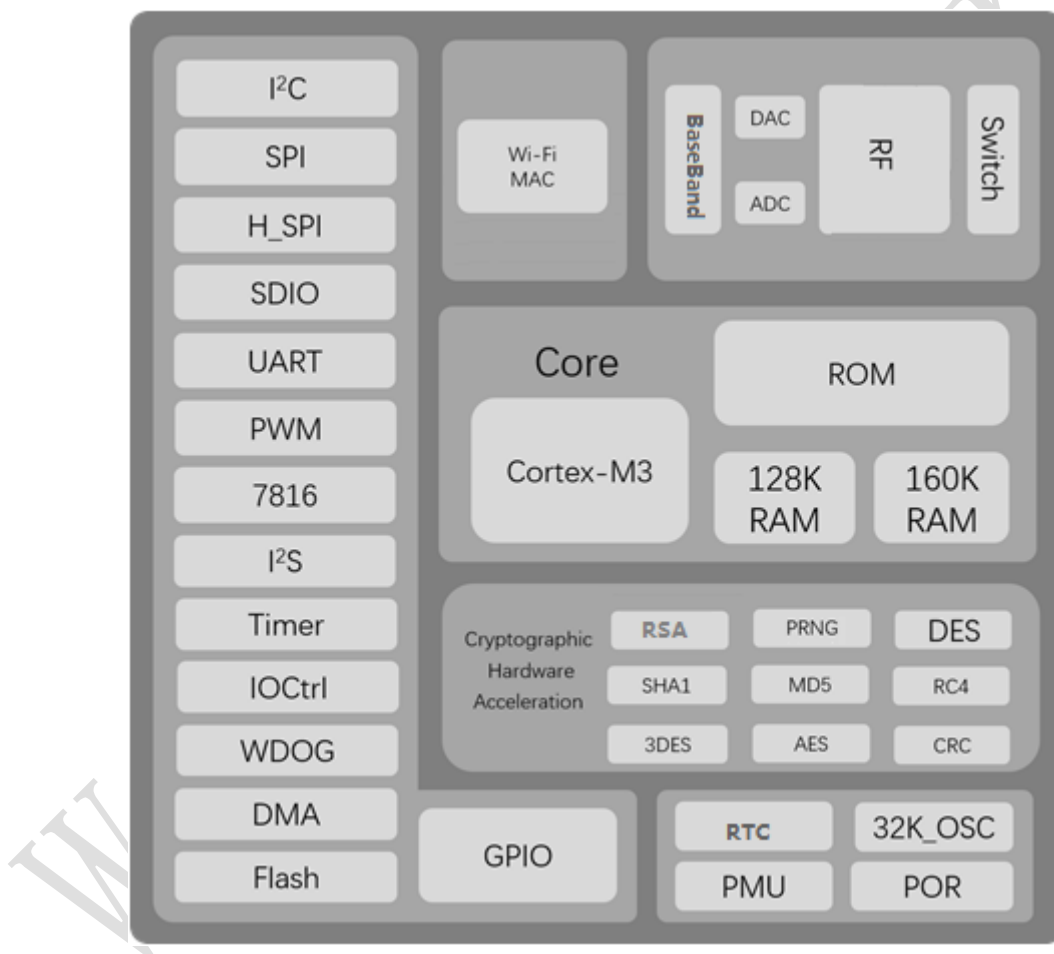 I²C
SPI
H_SPI
SDIO
UART
PWM
7816
I²S
Timer
IOCtrl
WDOG
DMA
Flash
GPIO
Wi-Fi
MAC
BaseBand
DAC
ADC
RF
Switch
Core
Cortex-M3
ROM
128K
RAM
160K
RAM
Cryptographic
Hardware
Acceleration
RSA
PRNG
DES
SHA1
MD5
RC4
3DES
AES
CRC
RTC
32K_OSC
PMU
POR